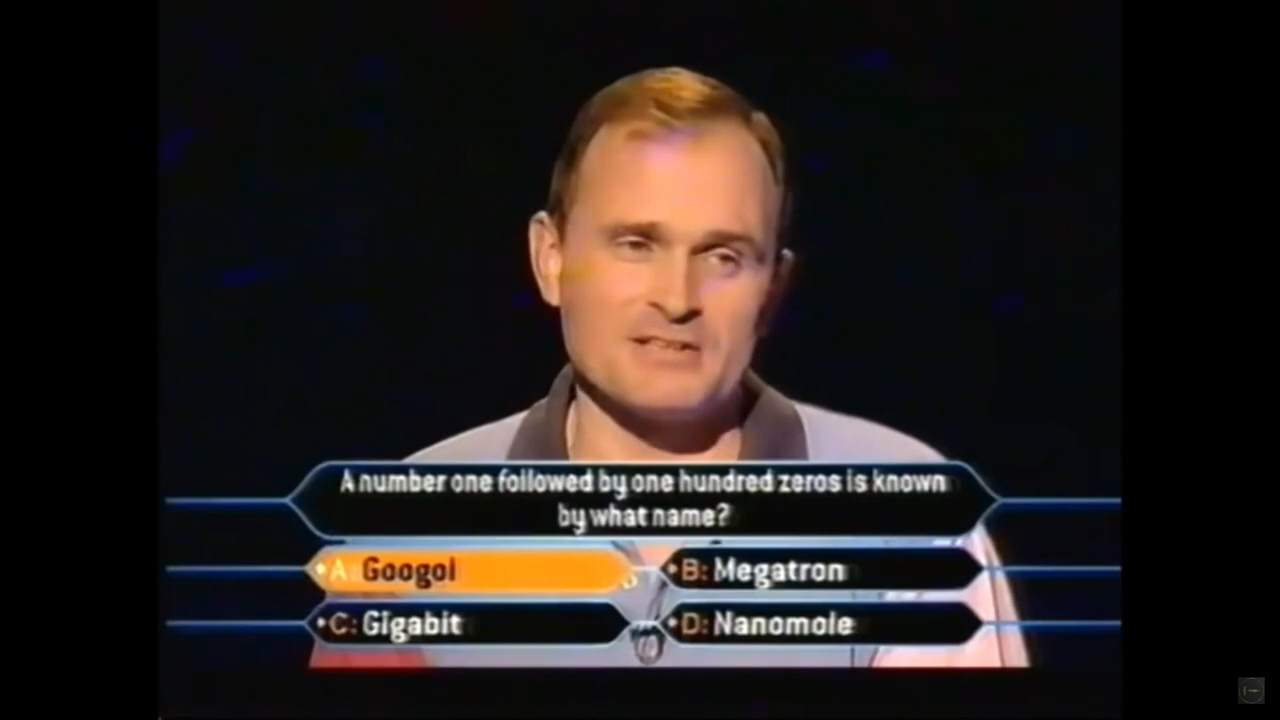 A number one followed by one hundred zeros is known
by what name?
A: Googol
B: Megatron
C: Gigabit
D: Nanomole